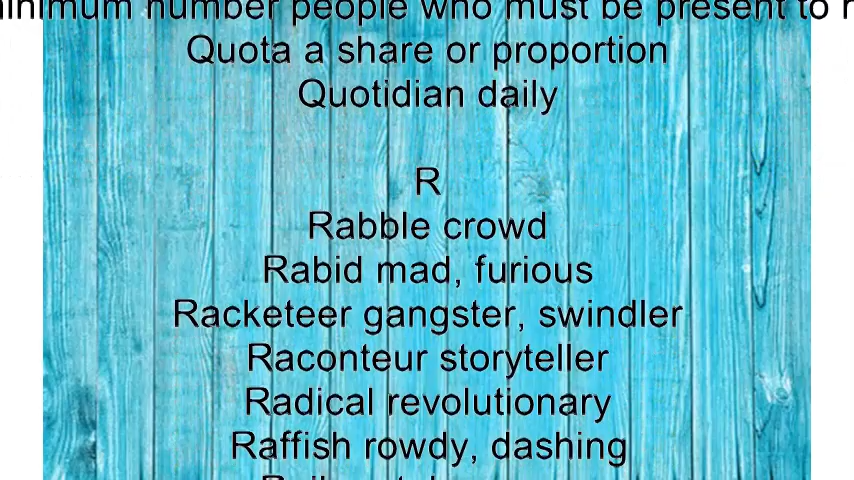 minimum number people who must be present to
Quota a share or proportion
Quotidian daily
R
Rabble crowd
Rabid mad, furious
Racketeer gangster, swindler
Raconteur storyteller
Radical revolutionary
Raffish rowdy, dashing